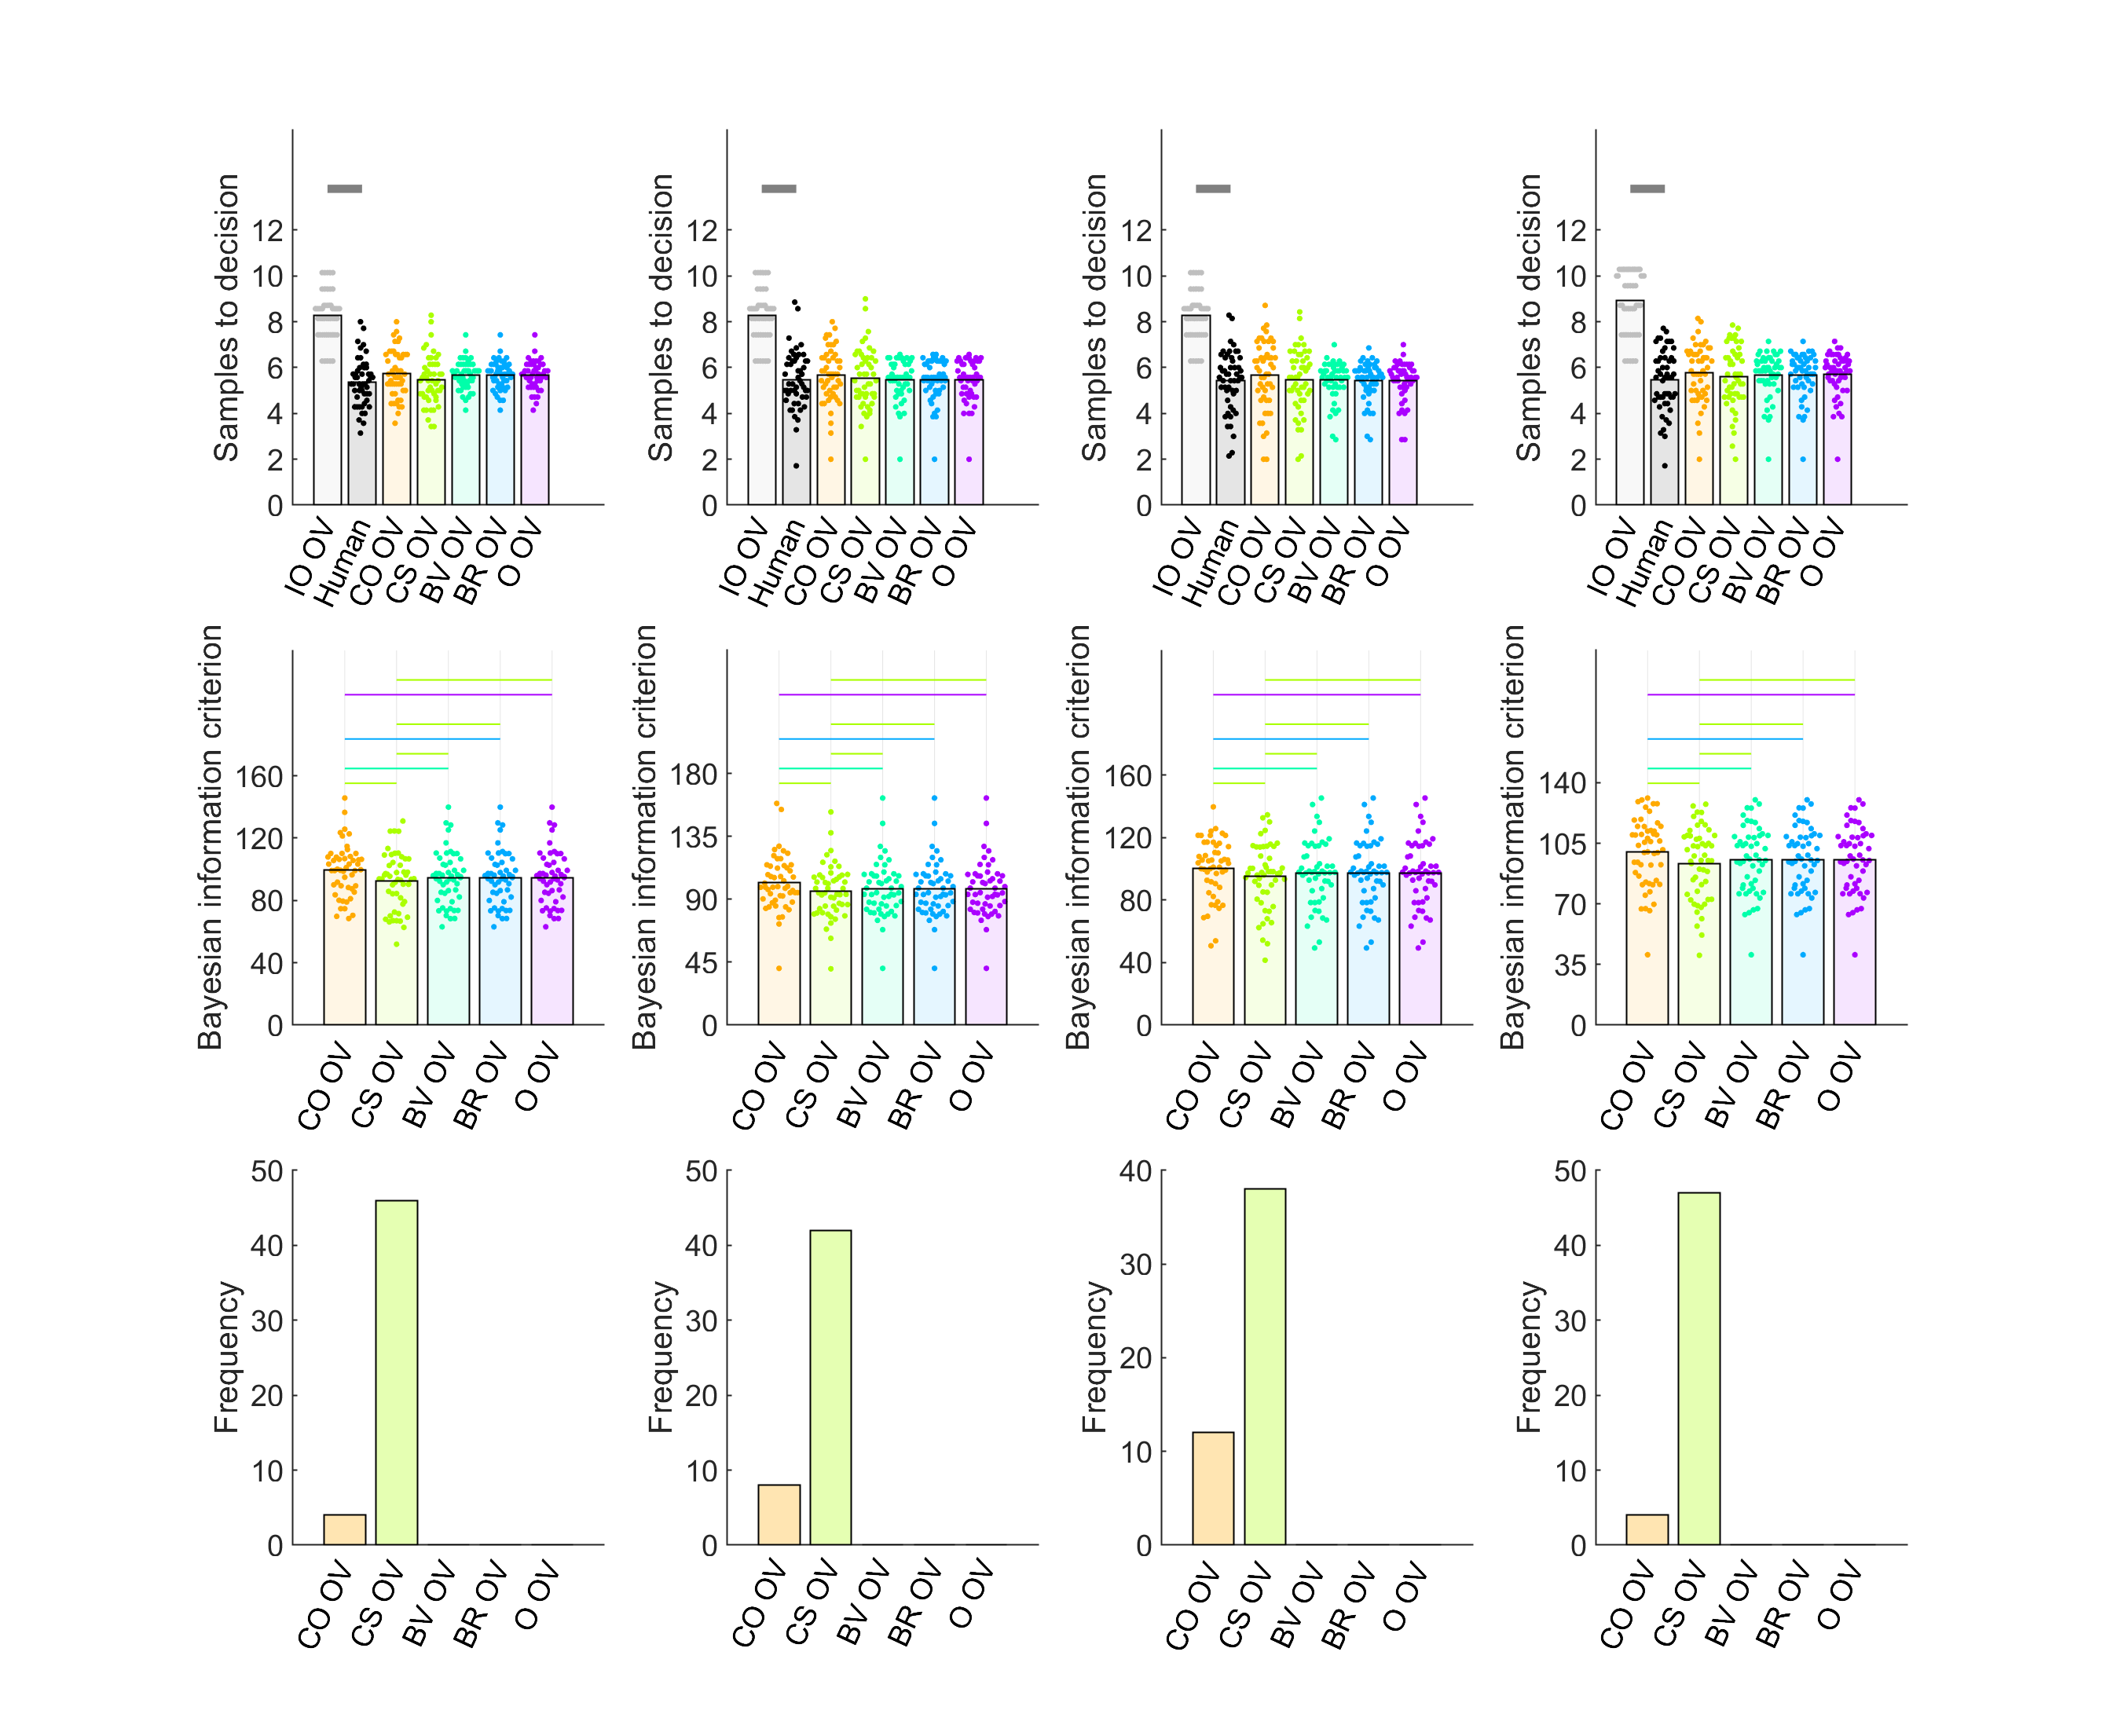 Samples to decision
12
10
8
6
4
2
0
IO OV
Human
CO OV
CS OV
BV OV
BR OV
O OV
Samples to decision
12
10
8
6
4
2
0
IO OV
Human
CO OV
CS OV
BV OV
BR OV
O OV
Samples to decision
12
10
8
6
4
2
0
IO OV
Human
CO OV
CS OV
BV OV
BR OV
O OV
Samples to decision
12
10
8
6
4
2
0
IO OV
Human
CO OV
CS OV
BV OV
BR OV
O OV
Bayesian information criterion
160
120
80
40
0
CO OV
CS OV
BV OV
BR OV
O OV
Bayesian information criterion
180
135
90
45
0
CO OV
CS OV
BV OV
BR OV
O OV
Bayesian information criterion
160
120
80
40
0
CO OV
CS OV
BV OV
BR OV
O OV
Bayesian information criterion
140
105
70
35
0
CO OV
CS OV
BV OV
BR OV
O OV
Frequency
50
40
30
20
10
0
CO OV
CS OV
BV OV
BR OV
O OV
Frequency
50
40
30
20
10
0
CO OV
CS OV
BV OV
BR OV
O OV
Frequency
40
30
20
10
0
CO OV
CS OV
BV OV
BR OV
O OV
Frequency
50
40
30
20
10
0
CO OV
CS OV
BV OV
BR OV
O OV